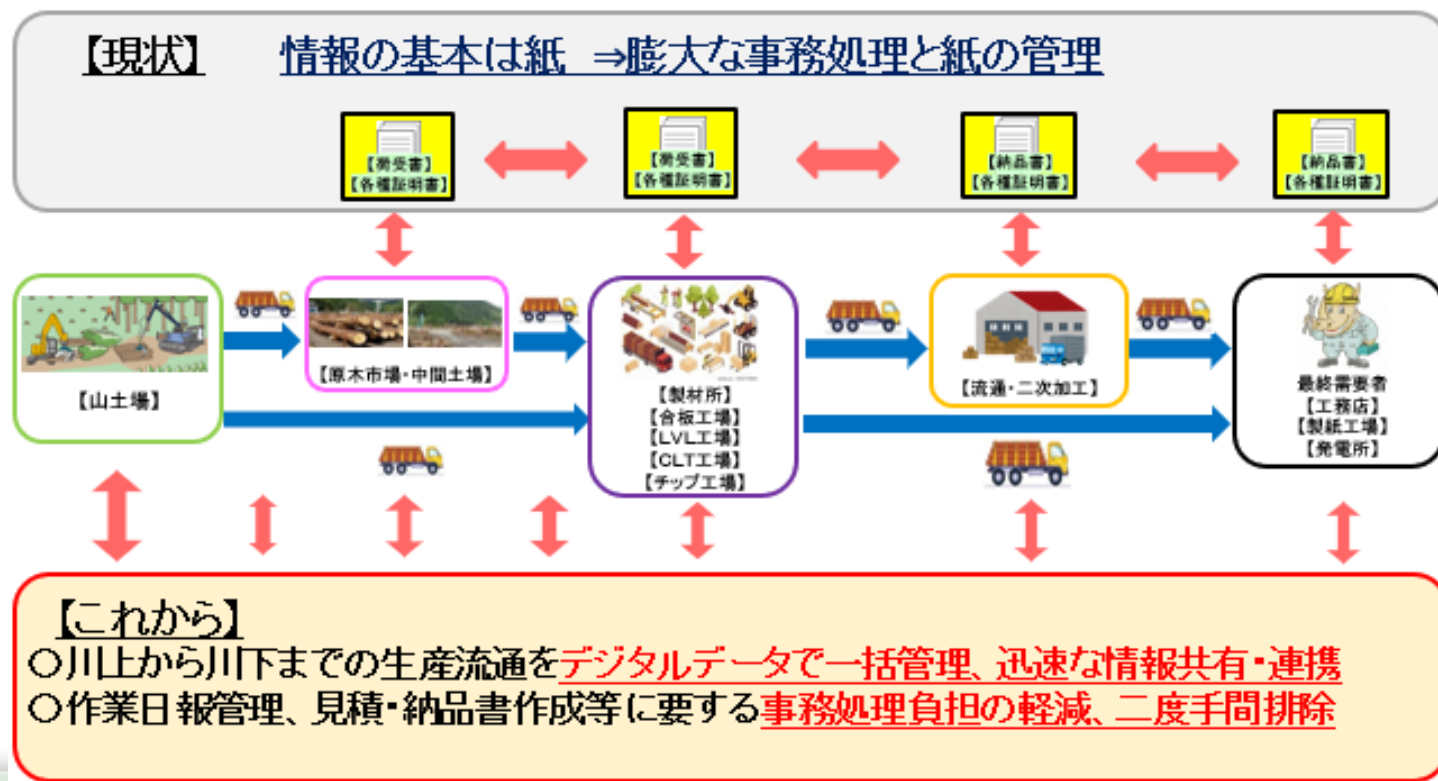 【現状】 情報の基本は紙 ⇒膨大な事務処理と紙の管理
【荷受書】
【各種証明書】
【荷受書】
【各種証明書】
【納品書】
【各種証明書】
【納品書】
【各種証明書】
【山土場】
【原木市場・中間土場】
【製材所】
【合板工場】
【LVL工場】
【CLT工場】
【チップ工場】
【流通・二次加工】
最終需要者
【工務店】
【製紙工場】
【発電所】
【これから】
○川上から川下までの生産流通をデジタルデータで一括管理、迅速な情報共有・連携
○作業日報管理、見積・納品書作成等に要する事務処理負担の軽減、二度手間排除